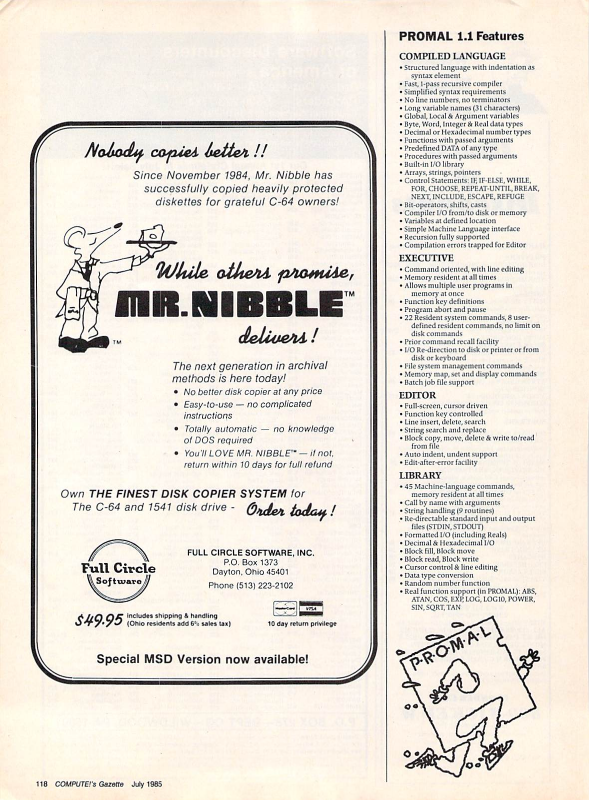 Nobody copies better !!
Since November 1984, Mr. Nibble has
successfully copied heavily protected
diskettes for grateful C-64 owners!
While others promise,
MR. NIBBLE™
delivers!
™
The next generation in archival
methods is here today!
• No better disk copier at any price
• Easy-to-use — no complicated
instructions
• Totally automatic — no knowledge
of DOS required
• You'll LOVE MR. NIBBLE™ — if not,
return within 10 days for full refund
Own THE FINEST DISK COPIER SYSTEM for
The C-64 and 1541 disk drive - Order today!
Full Circle
Software
FULL CIRCLE SOFTWARE, INC.
P.O. Box 1373
Dayton, Ohio 45401
Phone (513) 223-2102
$49.95 includes shipping & handling
(Ohio residents add 6% sales tax)
MasterCard
VISA
10 day return privilege
Special MSD Version now available!
118 COMPUTE!'s Gazette July 1985
PROMAL 1.1 Features
COMPILED LANGUAGE
• Structured language with indentation as
syntax element
• Fast, 1-pass recursive compiler
• Simplified syntax requirements
• No line numbers, no terminators
• Long variable names (31 characters)
• Global, Local & Argument variables
• Byte, Word, Integer & Real data types
• Decimal or Hexadecimal number types
• Functions with passed arguments
• Predefined DATA of any type
• Procedures with passed arguments
• Built-in I/O library
• Arrays, strings, pointers
• Control Statements: IF, IF-ELSE, WHILE,
FOR, CHOOSE, REPEAT-UNTIL, BREAK,
NEXT, INCLUDE, ESCAPE, REFUGE
• Bit-operators, shifts, casts
• Compiler I/O from/to disk or memory
• Variables at defined location
• Simple Machine Language interface
• Recursion fully supported
• Compilation errors trapped for Editor
EXECUTIVE
• Command oriented, with line editing
• Memory resident at all times
• Allows multiple user programs in
memory at once
• Function key definitions
• Program abort and pause
• 22 Resident system commands, 8 user-
defined resident commands, no limit on
disk commands
• Prior command recall facility
• I/O Re-direction to disk or printer or from
disk or keyboard
• File system management commands
• Memory map, set and display commands
• Batch job file support
EDITOR
• Full-screen, cursor driven
• Function key controlled
• Line insert, delete, search
• String search and replace
• Block copy, move, delete & write to/read
from file
• Auto indent, undent support
• Edit-after-error facility
LIBRARY
• 45 Machine-language commands,
memory resident at all times
• Call by name with arguments
• String handling (9 routines)
• Re-directable standard input and output
files (STDIN, STDOUT)
• Formatted I/O (including Reals)
• Decimal & Hexadecimal I/O
• Block fill, Block move
• Block read, Block write
• Cursor control & line editing
• Data type conversion
• Random number function
• Real function support (in PROMAL): ABS,
ATAN, COS, EXP, LOG, LOG10, POWER,
SIN, SQRT, TAN
P·R·O·M·A·L